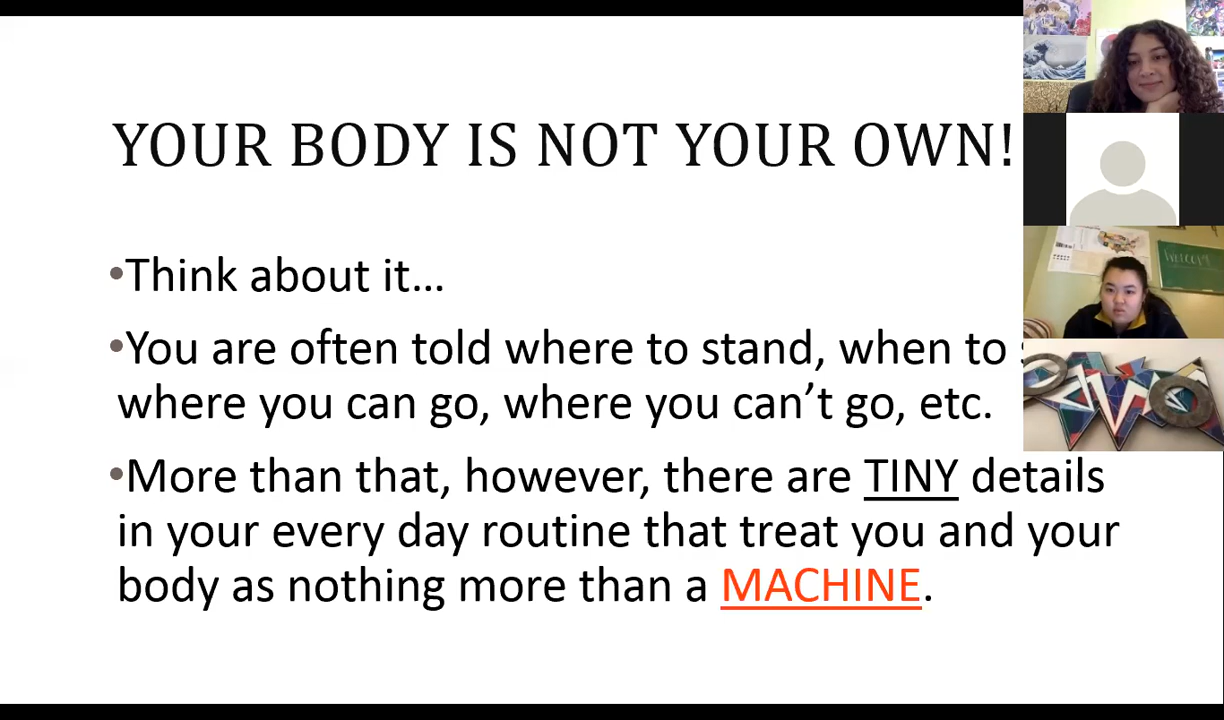 YOUR BODY IS NOT YOUR OWN!
•Think about it...
•You are often told where to stand, when to
where you can go, where you can't go, etc.
•More than that, however, there are TINY details
in your every day routine that treat you and your
body as nothing more than a MACHINE.
WELCOME